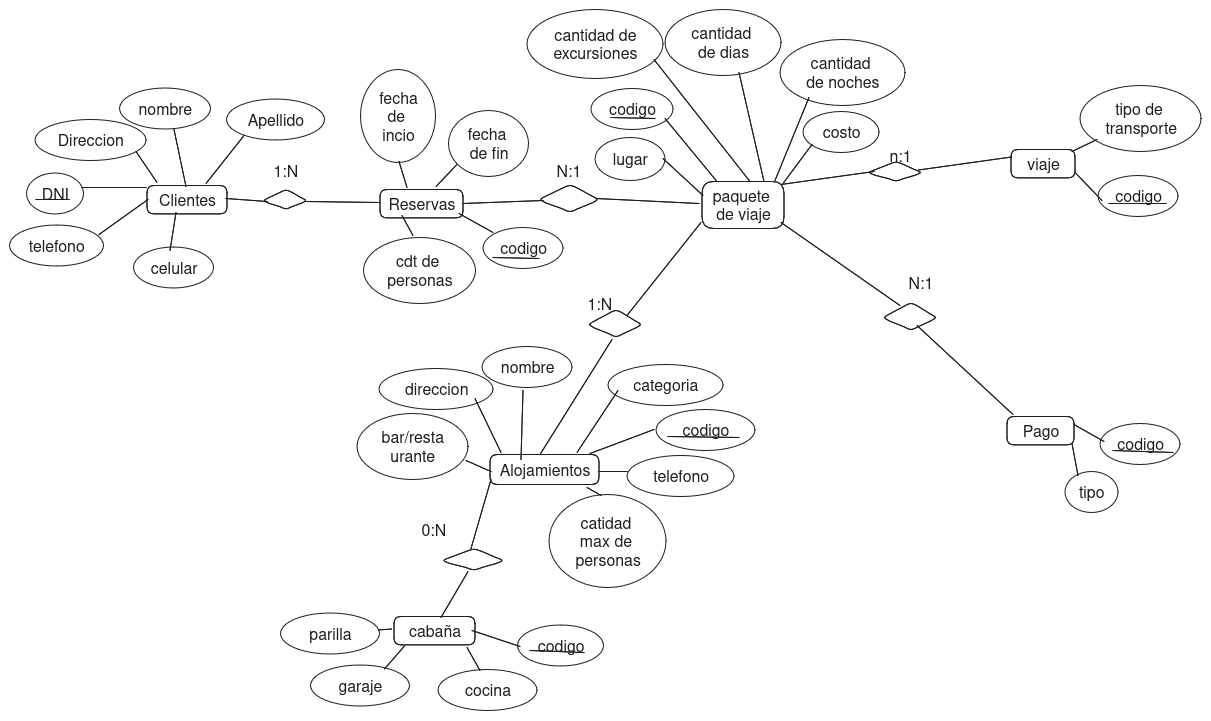 cantidad de
excursiones
cantidad
de dias
cantidad
de noches
codigo
costo
lugar
tipo de
transporte
n:1
viaje
codigo
paquete
de viaje
fecha
de
incio
fecha
de fin
nombre
Apellido
Direccion
1:N
N:1
DNI
Clientes
Reservas
telefono
celular
cdt de
personas
codigo
1:N
N:1
nombre
direccion
categoria
bar/resta
urante
codigo
Alojamientos
telefono
catidad
max de
personas
Pago
codigo
tipo
0:N
parilla
cabaña
codigo
garaje
cocina